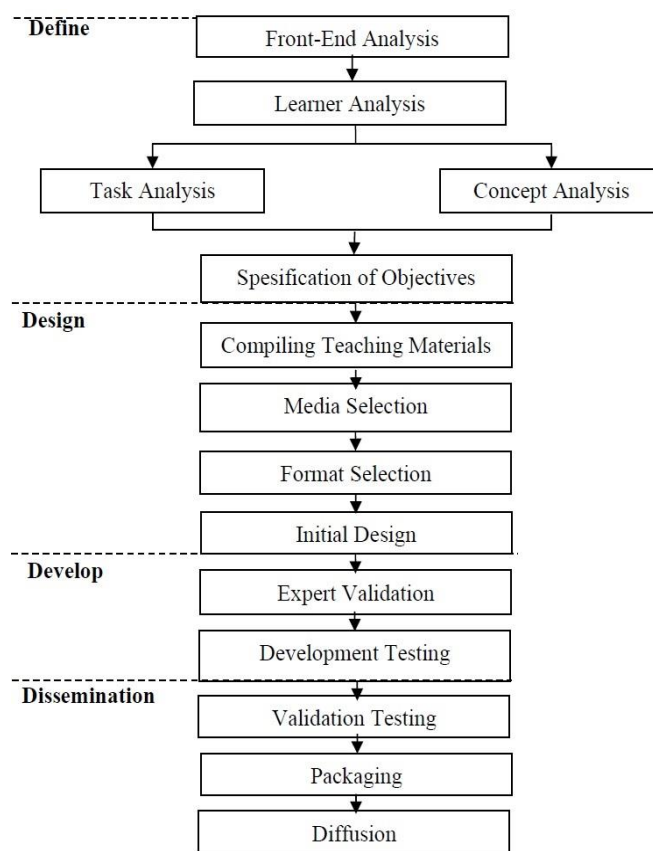 Define
Front-End Analysis
Learner Analysis
Task Analysis
Concept Analysis
Spesification of Objectives
Design
Compiling Teaching Materials
Media Selection
Format Selection
Initial Design
Develop
Expert Validation
Development Testing
Dissemination
Validation Testing
Packaging
Diffusion